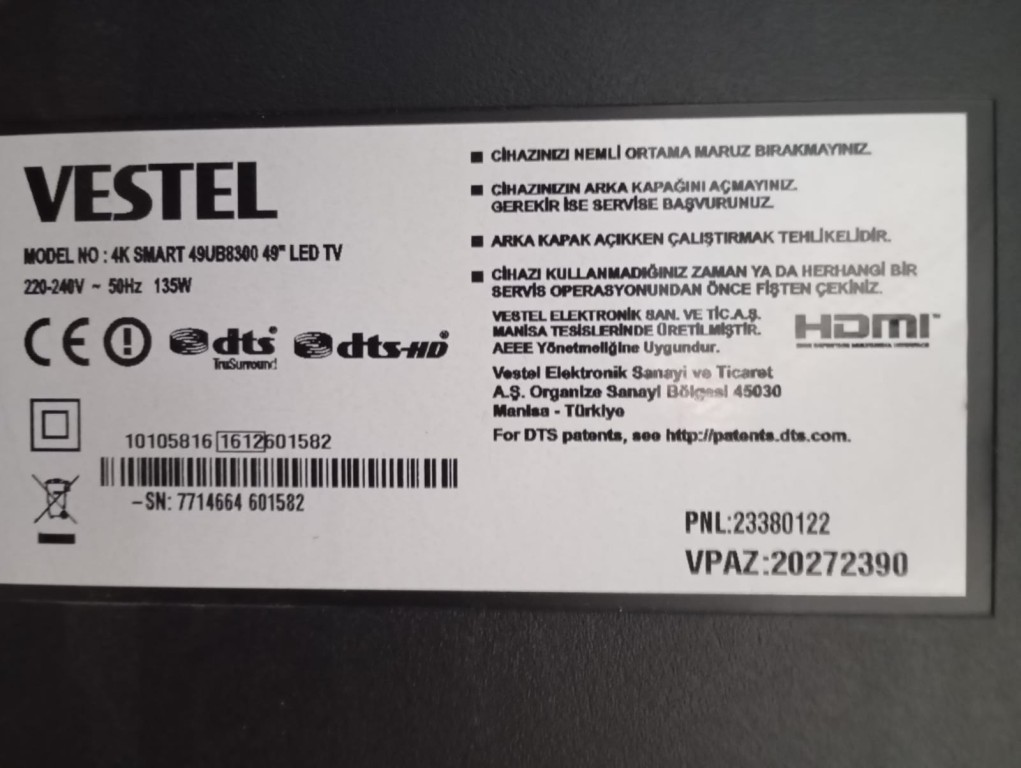 VESTEL
MODEL NO : 4K SMART 49UB8300 49" LED TV
220-240V ~ 50Hz 135W
CE
dts
TruSurround
dts-HD
10105816 1612601582
-SN: 7714664 601582
CİHAZINIZI NEMLİ ORTAMA MARUZ BIRAKMAYINIZ.
CİHAZINIZIN ARKA KAPAĞINI AÇMAYINIZ.
GEREKİR İSE SERVİSE BAŞVURUNUZ.
ARKA KAPAK AÇIKKEN ÇALIŞTIRMAK TEHLİKELİDİR.
CİHAZI KULLANMADIĞINIZ ZAMAN YA DA HERHANGİ BİR
SERVİS OPERASYONUNDAN ÖNCE FİŞTEN ÇEKİNİZ.
VESTEL ELEKTRONİK SAN. VE TİC.A.Ş.
MANİSA TESİSLERİNDE ÜRETİLMİŞTİR.
AEEE Yönetmeliğine Uygundur.
HDMI™
Vestel Elektronik Sanayi ve Ticaret
A.Ş. Organize Sanayi Bölgesi 45030
Manisa - Türkiye
For DTS patents, see http://patents.dts.com.
PNL:23380122
VPAZ:20272390